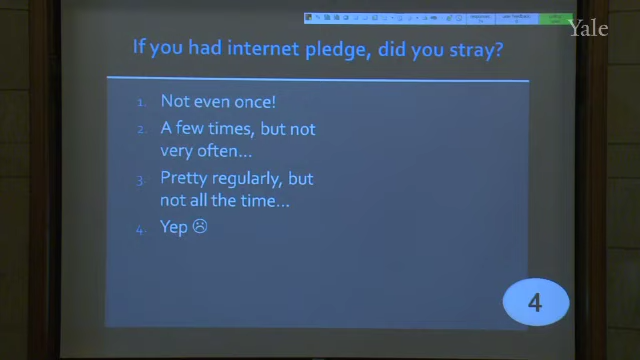 Yale
If you had internet pledge, did you stray?
1. Not even once!
2. A few times, but not
very often...
3. Pretty regularly, but
not all the time...
4. Yep ☹
4